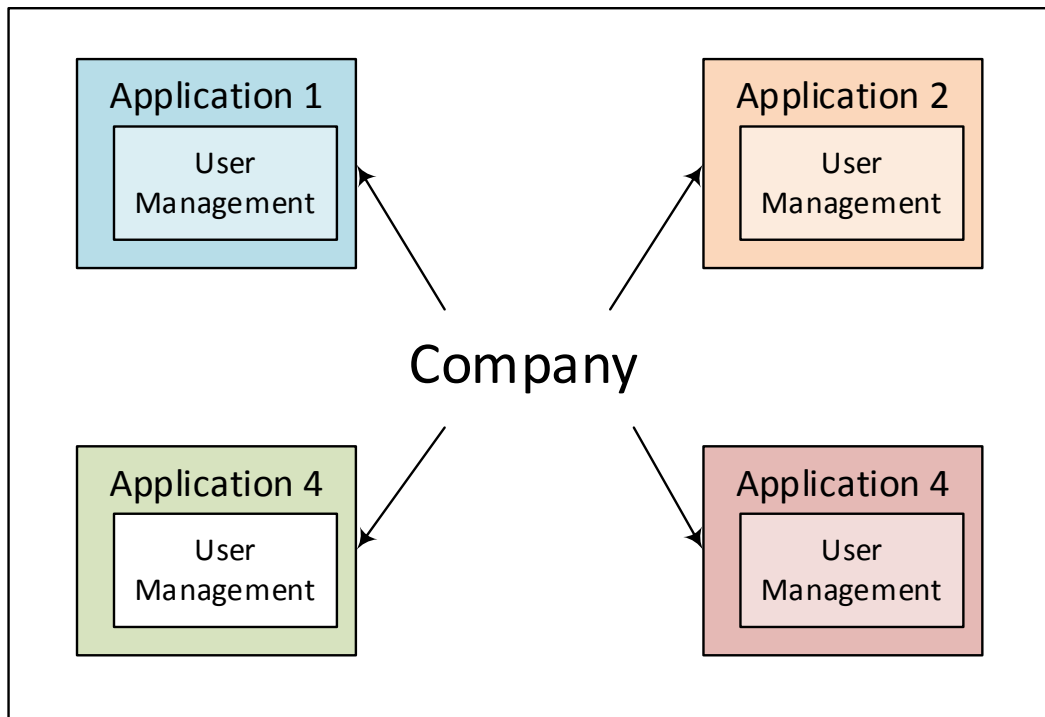 Application 1
User
Management
Application 2
User
Management
Company
Application 4
User
Management
Application 4
User
Management